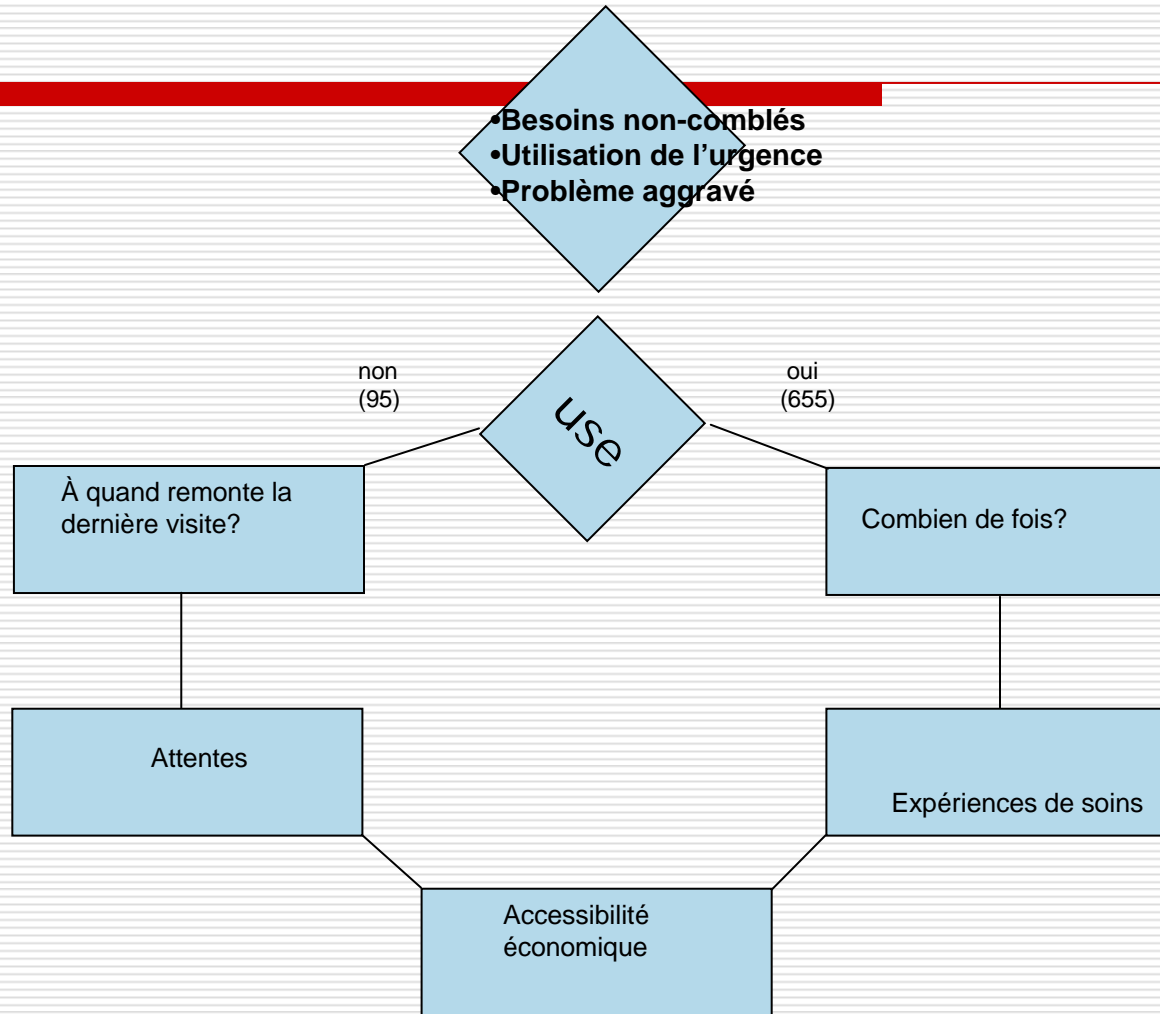 •Besoins non-comblés
•Utilisation de l'urgence
•Problème aggravé
non
(95)
oui
(655)
use
À quand remonte la
dernière visite?
Combien de fois?
Attentes
Expériences de soins
Accessibilité
économique